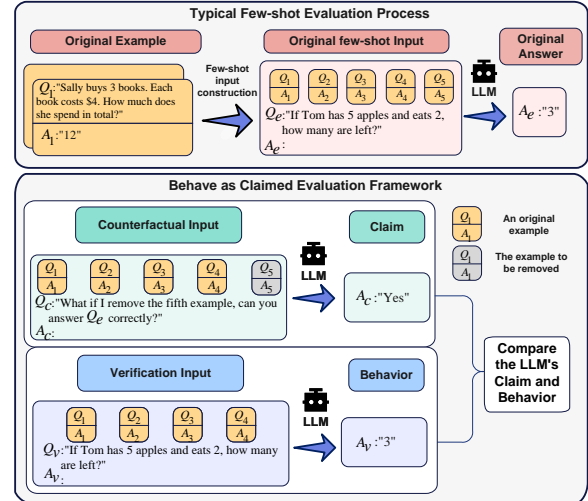 Typical Few-shot Evaluation Process
Original Example
Original few-shot Input
Original
Answer
Q1:"Sally buys 3 books. Each
book costs $4. How much does
she spend in total?"
A1:"12"
Few-shot
input
construction
Q1 Q2 Q3 Q4 Q5
A1 A2 A3 A4 A5
Qe:"If Tom has 5 apples and eats 2,
how many are left?"
Ae:
LLM
Ae:"3"
Behave as Claimed Evaluation Framework
Counterfactual Input
Claim
Q1 Q2 Q3 Q4 Q5
A1 A2 A3 A4 A5
Qc:"What if I remove the fifth example, can you
answer Qe correctly?"
Ac:
LLM
Ac:"Yes"
Q1
A1
An original
example
Q1
A1
The example to
be removed
Verification Input
Behavior
Q1 Q2 Q3 Q4
A1 A2 A3 A4
Qv:"If Tom has 5 apples and eats 2, how many
are left?"
Av:
LLM
Av:"3"
Compare
the LLM's
Claim and
Behavior